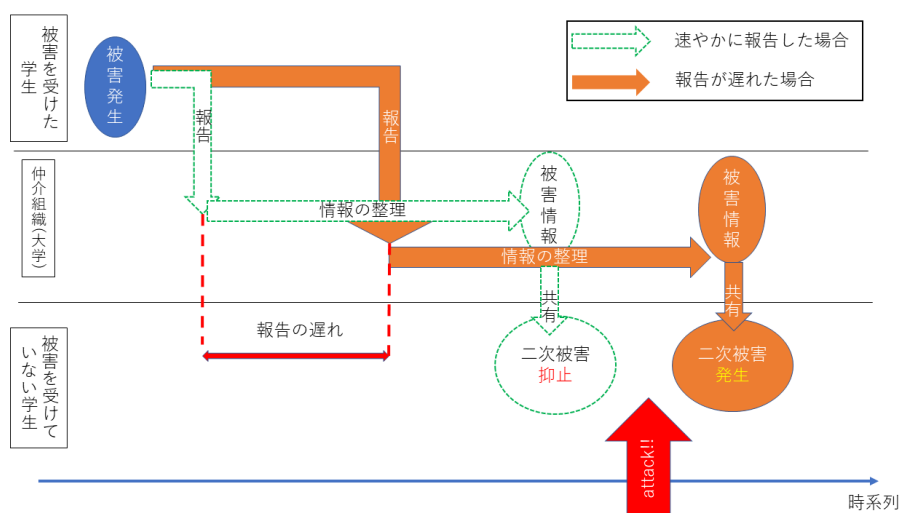 被害を受けた
学生
被害発生
速やかに報告した場合
報告が遅れた場合
報告
報告
仲介組織(大学)
情報の整理
被害情報
被害情報
情報の整理
共有
共有
報告の遅れ
被害を受けて
いない学生
二次被害
抑止
二次被害
発生
attack!!
時系列